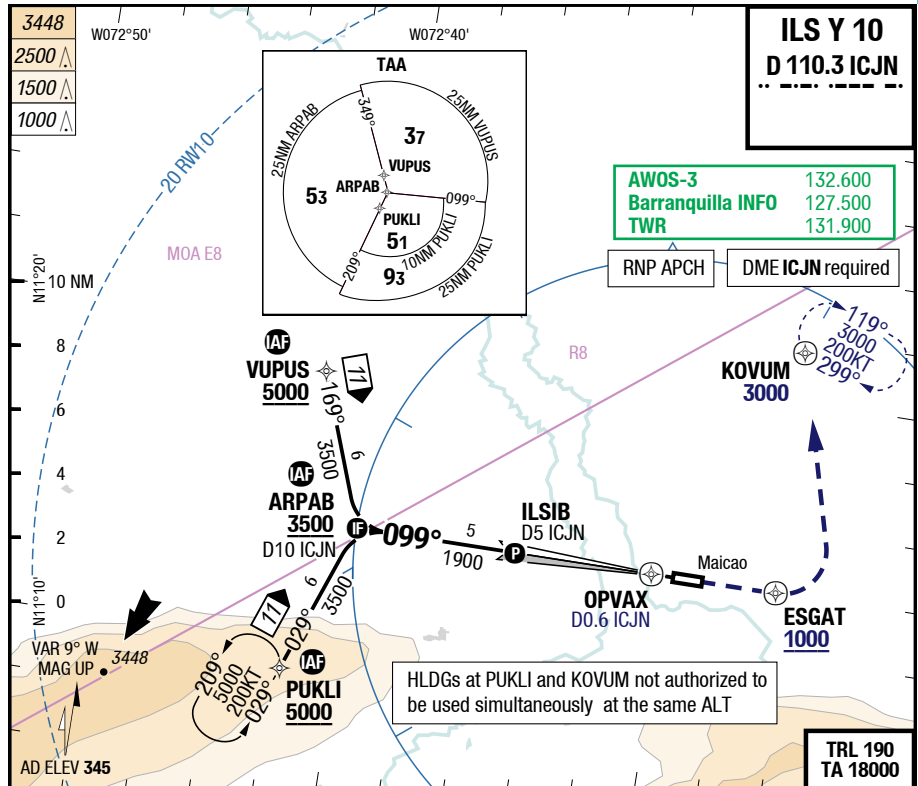 3448
2500
1500
1000
W072°50'
W072°40'
ILS Y 10
D 110.3 ICJN
TAA
25NM ARPAB
25NM VUPUS
349°
37
VUPUS
ARPAB
53
099°
PUKLI
51
10NM PUKLI
209°
93
25NM PUKLI
20 RW10
MOA E8
AWOS-3 132.600
Barranquilla INFO 127.500
TWR 131.900
RNP APCH
DME ICJN required
N11°20'
10 NM
8
6
4
2
0
N11°10'
R8
119°
3000
200KT
299°
KOVUM
3000
IAF
VUPUS
5000
11
169°
6
3500
IAF
ARPAB
3500
D10 ICJN
IF
099°
5
1900
ILSIB
D5 ICJN
P
Maicao
OPVAX
D0.6 ICJN
ESGAT
1000
6
3500
029°
11
IAF
PUKLI
5000
209°
5000
200KT
029°
VAR 9° W
MAG UP
3448
HLDGs at PUKLI and KOVUM not authorized to
be used simultaneously at the same ALT
AD ELEV 345
TRL 190
TA 18000